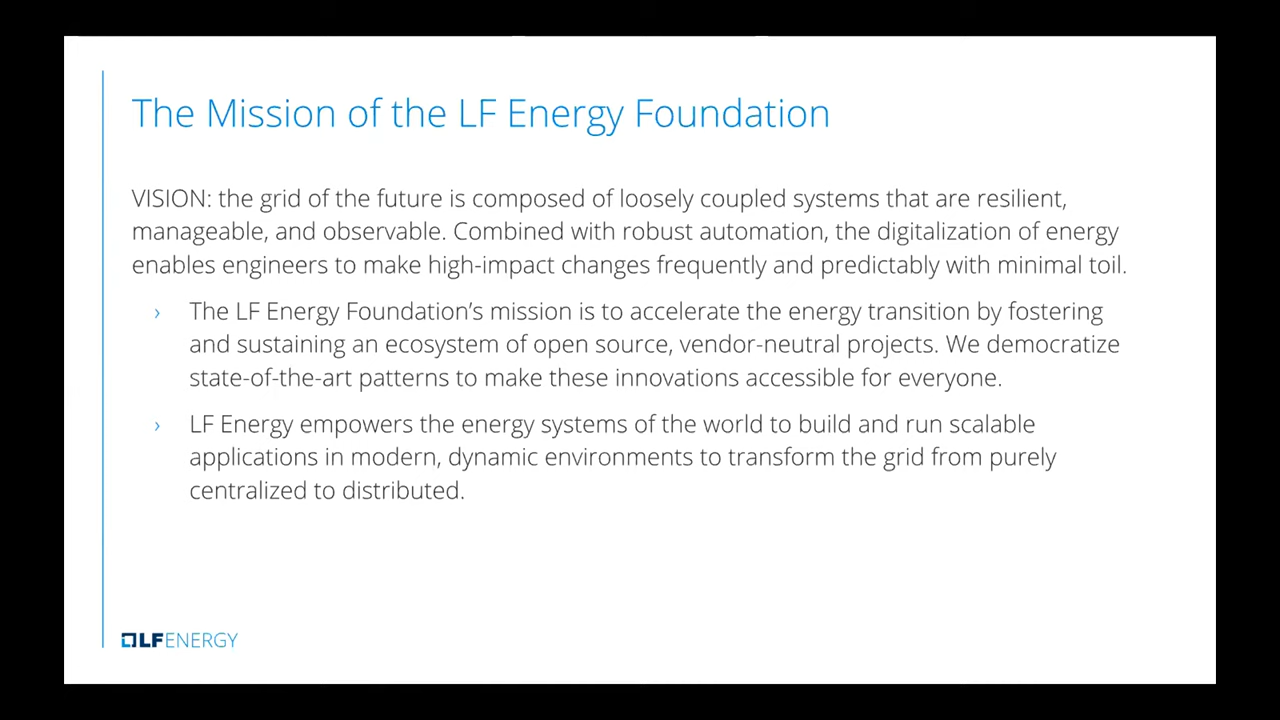 The Mission of the LF Energy Foundation
VISION: the grid of the future is composed of loosely coupled systems that are resilient,
manageable, and observable. Combined with robust automation, the digitalization of energy
enables engineers to make high-impact changes frequently and predictably with minimal toil.
› The LF Energy Foundation’s mission is to accelerate the energy transition by fostering
and sustaining an ecosystem of open source, vendor-neutral projects. We democratize
state-of-the-art patterns to make these innovations accessible for everyone.
› LF Energy empowers the energy systems of the world to build and run scalable
applications in modern, dynamic environments to transform the grid from purely
centralized to distributed.
LFENERGY